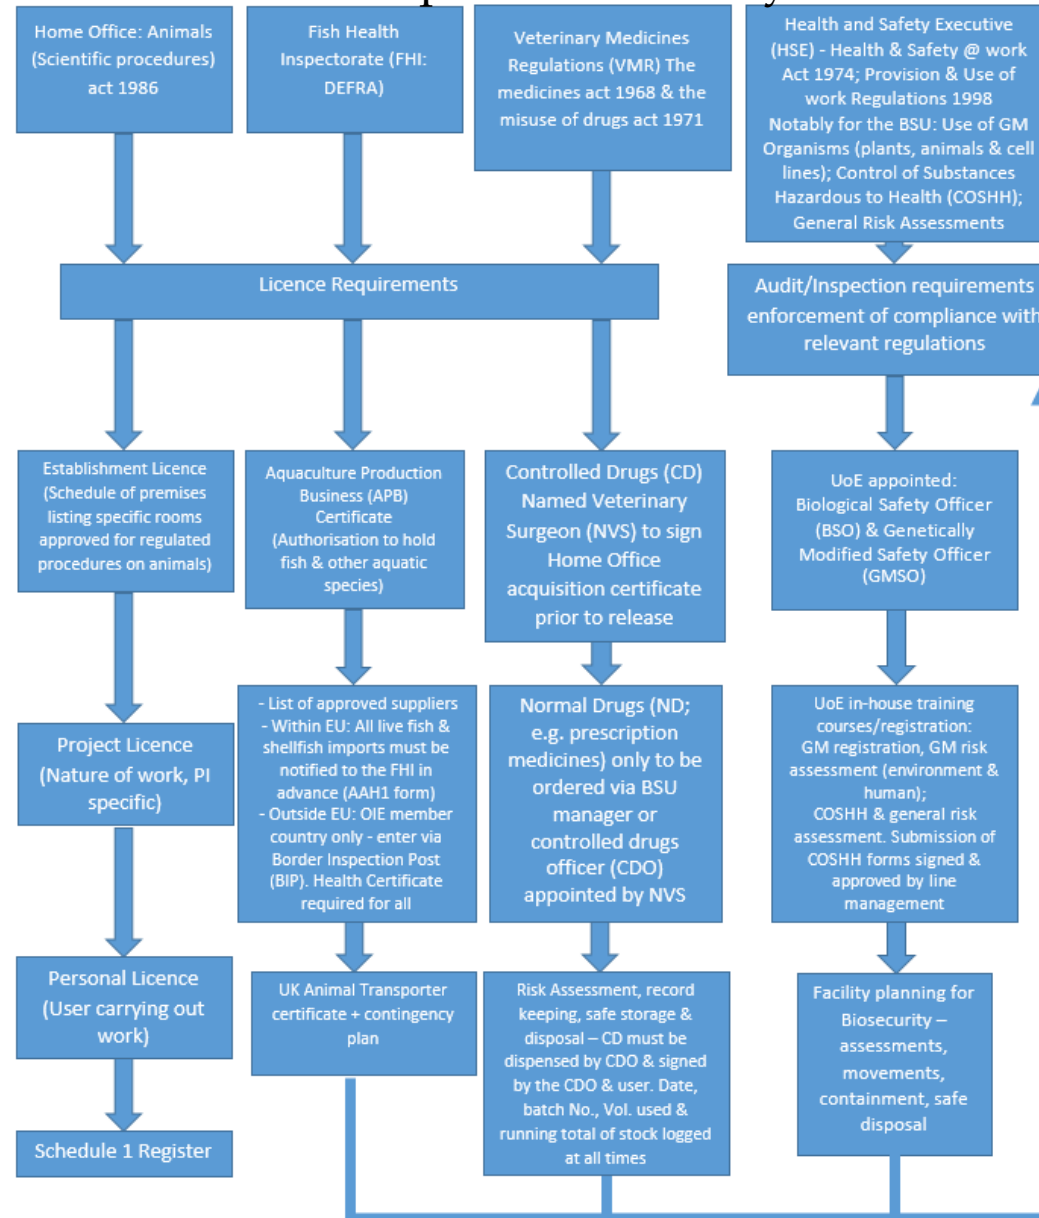 Home Office: Animals
(Scientific procedures)
act 1986
Fish Health
Inspectorate (FHI:
DEFRA)
Veterinary Medicines
Regulations (VMR) The
medicines act 1968 & the
misuse of drugs act 1971
Health and Safety Executive
(HSE) - Health & Safety @ work
Act 1974; Provision & Use of
work Regulations 1998
Notably for the BSU: Use of GM
Organisms (plants, animals & cell
lines); Control of Substances
Hazardous to Health (COSHH);
General Risk Assessments
Licence Requirements
Audit/Inspection requirements
enforcement of compliance with
relevant regulations
Establishment Licence
(Schedule of premises
listing specific rooms
approved for regulated
procedures on animals)
Aquaculture Production
Business (APB)
Certificate
(Authorisation to hold
fish & other aquatic
species)
Controlled Drugs (CD)
Named Veterinary
Surgeon (NVS) to sign
Home Office
acquisition certificate
prior to release
UoE appointed:
Biological Safety Officer
(BSO) & Genetically
Modified Safety Officer
(GMSO)
Project Licence
(Nature of work, PI
specific)
- List of approved suppliers
- Within EU: All live fish &
shellfish imports must be
notified to the FHI in
advance (AAH1 form)
- Outside EU: OIE member
country only - enter via
Border Inspection Post
(BIP). Health Certificate
required for all
Normal Drugs (ND;
e.g. prescription
medicines) only to be
ordered via BSU
manager or
controlled drugs
officer (CDO)
appointed by NVS
UoE in-house training
courses/registration:
GM registration, GM risk
assessment (environment &
human);
COSHH & general risk
assessment. Submission of
COSHH forms signed &
approved by line
management
Personal Licence
(User carrying out
work)
UK Animal Transporter
certificate + contingency
plan
Risk Assessment, record
keeping, safe storage &
disposal – CD must be
dispensed by CDO & signed
by the CDO & user. Date,
batch No., Vol. used &
running total of stock logged
at all times
Facility planning for
Biosecurity –
assessments,
movements,
containment, safe
disposal
Schedule 1 Register